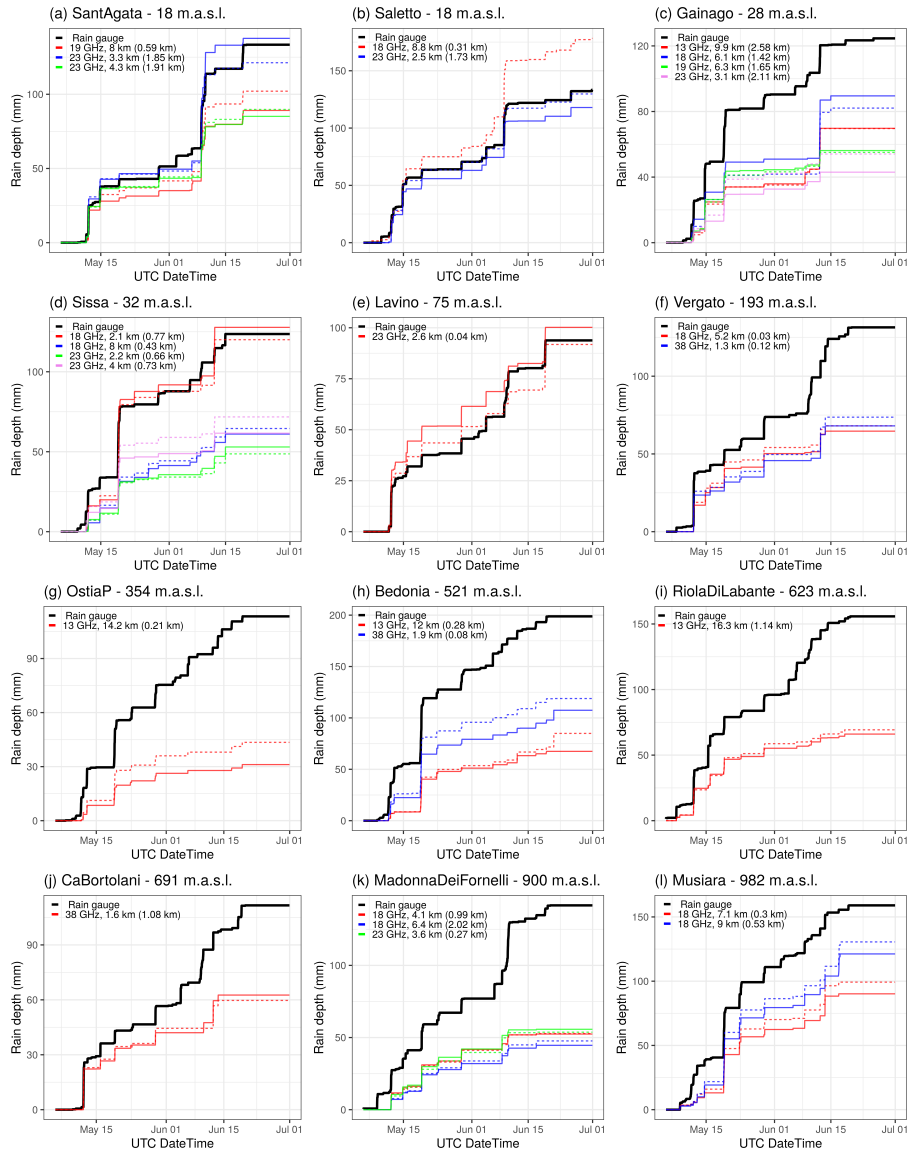 (a) SantAgata - 18 m.a.s.l.
Rain gauge
19 GHz, 8 km (0.59 km)
23 GHz, 3.3 km (1.85 km)
23 GHz, 4.3 km (1.91 km)
Rain depth (mm)
100
50
0
May 15
Jun 01
Jun 15
Jul 01
UTC DateTime
(b) Saletto - 18 m.a.s.l.
Rain gauge
18 GHz, 8.8 km (0.31 km)
23 GHz, 2.5 km (1.73 km)
Rain depth (mm)
150
100
50
0
May 15
Jun 01
Jun 15
Jul 01
UTC DateTime
(c) Gainago - 28 m.a.s.l.
Rain gauge
13 GHz, 9.9 km (2.58 km)
18 GHz, 6.1 km (1.42 km)
19 GHz, 6.3 km (1.65 km)
23 GHz, 3.1 km (2.11 km)
Rain depth (mm)
120
80
40
0
May 15
Jun 01
Jun 15
Jul 01
UTC DateTime
(d) Sissa - 32 m.a.s.l.
Rain gauge
18 GHz, 2.1 km (0.77 km)
18 GHz, 8 km (0.43 km)
23 GHz, 2.2 km (0.66 km)
23 GHz, 4 km (0.73 km)
Rain depth (mm)
100
50
0
May 15
Jun 01
Jun 15
Jul 01
UTC DateTime
(e) Lavino - 75 m.a.s.l.
Rain gauge
23 GHz, 2.6 km (0.04 km)
Rain depth (mm)
100
75
50
25
0
May 15
Jun 01
Jun 15
Jul 01
UTC DateTime
(f) Vergato - 193 m.a.s.l.
Rain gauge
18 GHz, 5.2 km (0.03 km)
38 GHz, 1.3 km (0.12 km)
Rain depth (mm)
100
50
0
May 15
Jun 01
Jun 15
Jul 01
UTC DateTime
(g) OstiaP - 354 m.a.s.l.
Rain gauge
13 GHz, 14.2 km (0.21 km)
Rain depth (mm)
90
60
30
0
May 15
Jun 01
Jun 15
Jul 01
UTC DateTime
(h) Bedonia - 521 m.a.s.l.
Rain gauge
13 GHz, 12 km (0.28 km)
38 GHz, 1.9 km (0.08 km)
Rain depth (mm)
200
150
100
50
0
May 15
Jun 01
Jun 15
Jul 01
UTC DateTime
(i) RiolaDiLabante - 623 m.a.s.l.
Rain gauge
13 GHz, 16.3 km (1.14 km)
Rain depth (mm)
150
100
50
0
May 15
Jun 01
Jun 15
Jul 01
UTC DateTime
(j) CaBortolani - 691 m.a.s.l.
Rain gauge
38 GHz, 1.6 km (1.08 km)
Rain depth (mm)
90
60
30
0
May 15
Jun 01
Jun 15
Jul 01
UTC DateTime
(k) MadonnaDeiFornelli - 900 m.a.s.l.
Rain gauge
18 GHz, 4.1 km (0.99 km)
18 GHz, 6.4 km (2.02 km)
23 GHz, 3.6 km (0.27 km)
Rain depth (mm)
100
50
0
May 15
Jun 01
Jun 15
Jul 01
UTC DateTime
(l) Musiara - 982 m.a.s.l.
Rain gauge
18 GHz, 7.1 km (0.3 km)
18 GHz, 9 km (0.53 km)
Rain depth (mm)
150
100
50
0
May 15
Jun 01
Jun 15
Jul 01
UTC DateTime